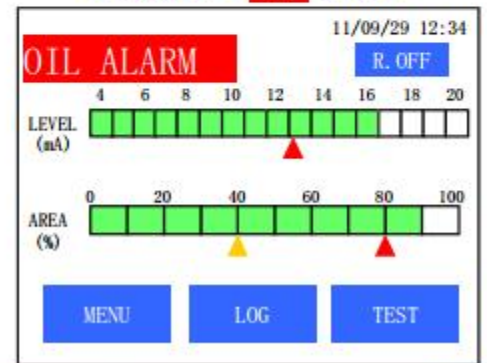 11/09/29 12:34
OIL ALARM
R. OFF
4 6 8 10 12 14 16 18 20
LEVEL
(mA)
0 20 40 60 80 100
AREA
(%)
MENU LOG TEST